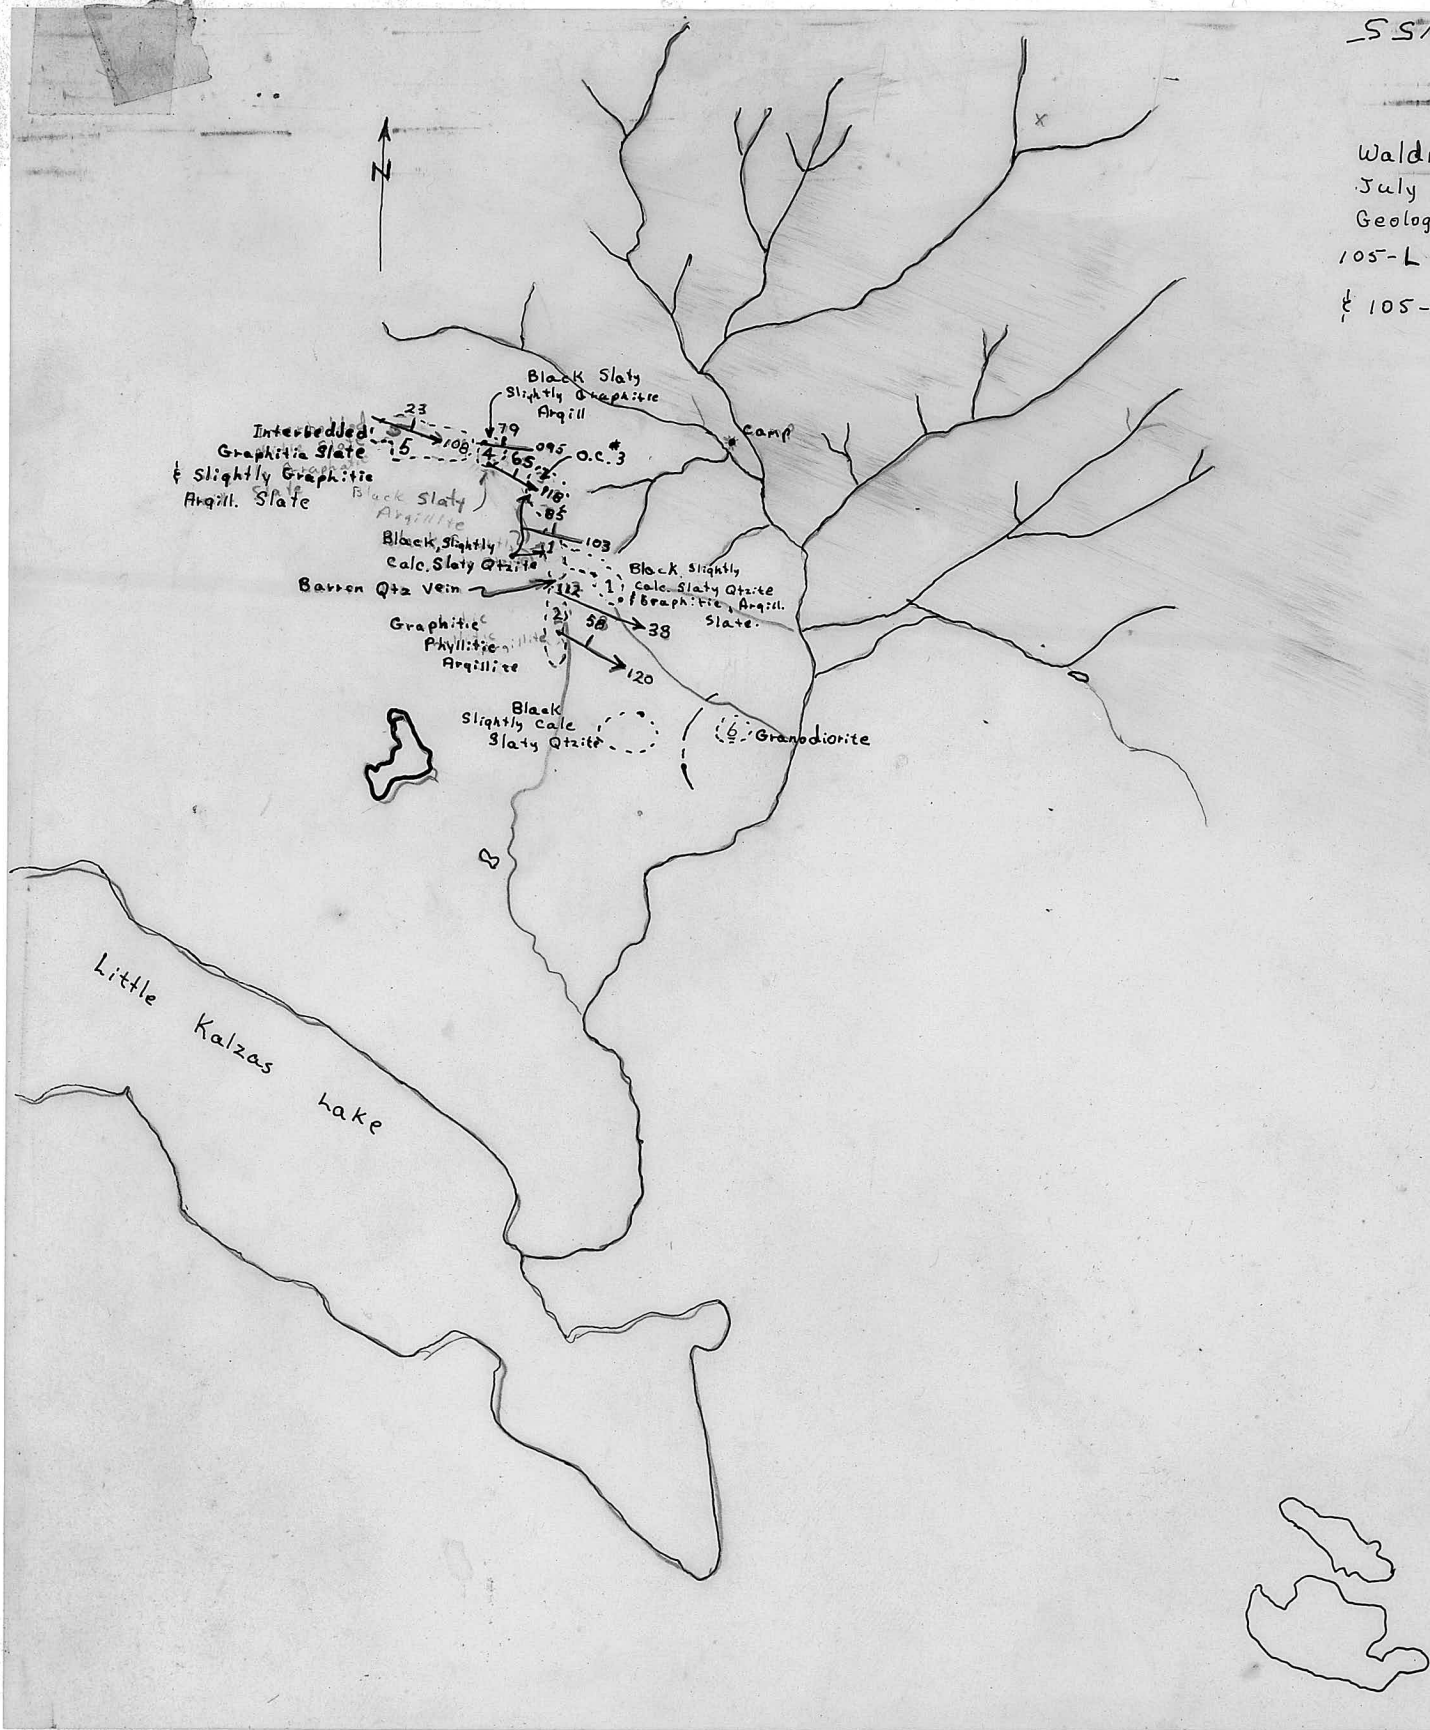 N
July
105-L
& 105-
Black Slaty
Slightly Graphitic
Argill
23
108
5
79
095
4
65
O.C.#3
118
Interbedded
Graphitic Slate
& Slightly Graphitic
Argill. Slate
Black Slaty
Argillite
Camp
85
103
1
Black, Slightly
Calc. Slaty Qtzite
Barren Qtz Vein
112
1
Black, Slightly
Calc. Slaty Qtzite
Graphitic, Argill.
Slate.
2
58
38
120
Graphitic
Phyllitic
Argillite
Black
Slightly Calc
Slaty Qtzite
6
Granodiorite
Little
Kalzas
Lake